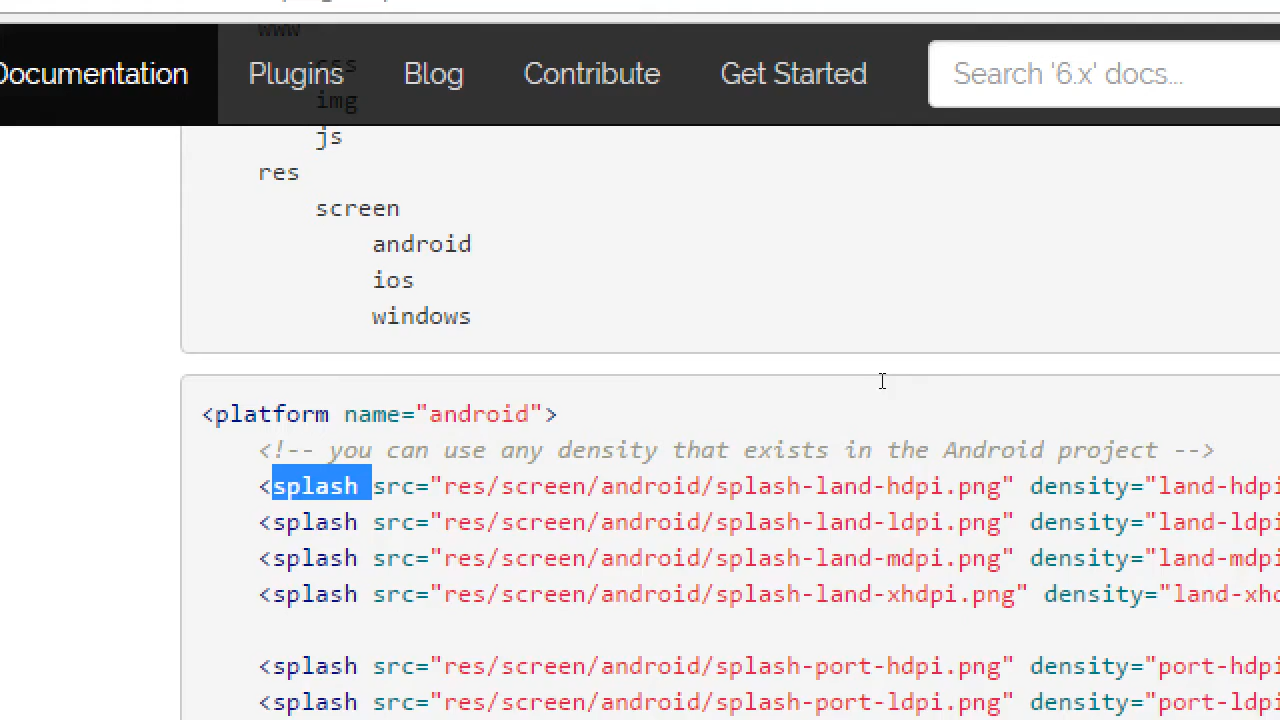 www
Documentation Plugins Blog Contribute Get Started Search '6.x' docs...
css
img
js
res
screen
android
ios
windows
<platform name="android">
<!-- you can use any density that exists in the Android project -->
<splash src="res/screen/android/splash-land-hdpi.png" density="land-hdpi
<splash src="res/screen/android/splash-land-ldpi.png" density="land-ldpi
<splash src="res/screen/android/splash-land-mdpi.png" density="land-mdpi
<splash src="res/screen/android/splash-land-xhdpi.png" density="land-xhd
<splash src="res/screen/android/splash-port-hdpi.png" density="port-hdpi
<splash src="res/screen/android/splash-port-ldpi.png" density="port-ldpi